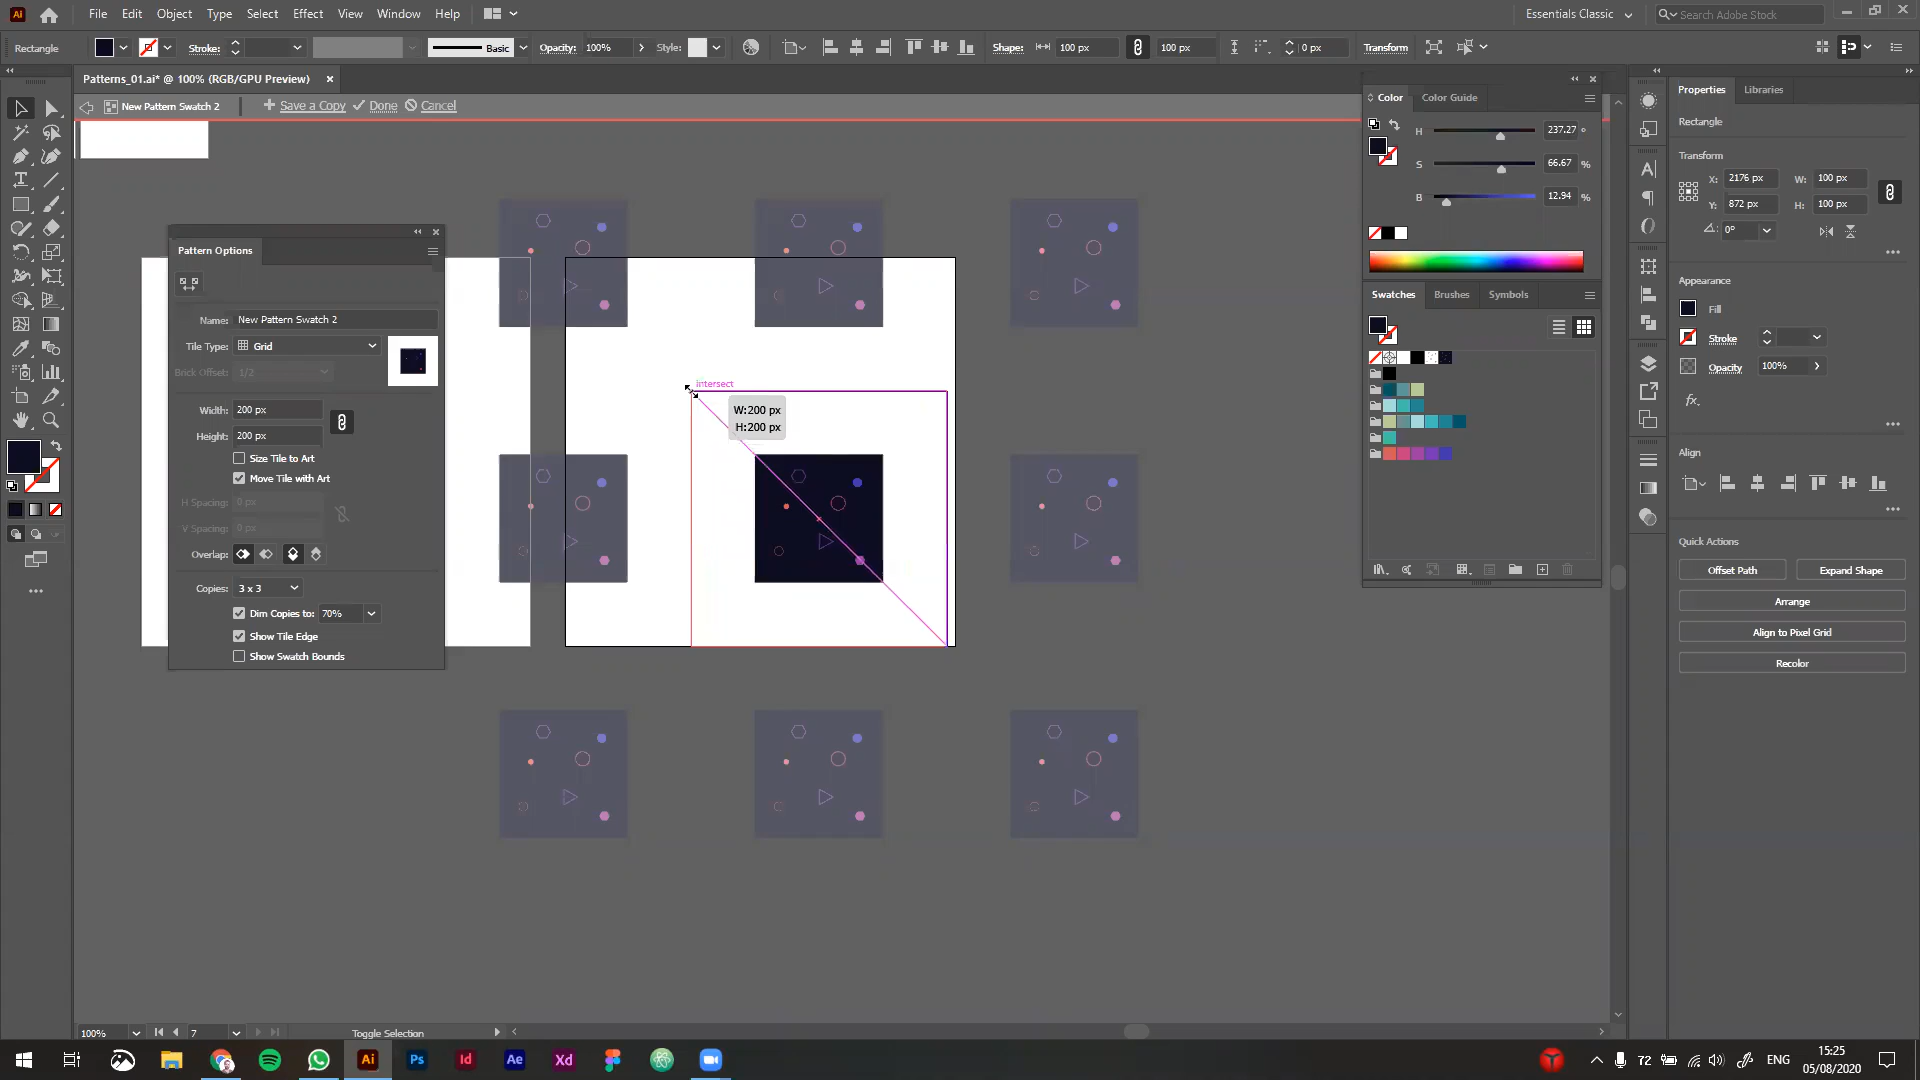 Ai File Edit Object Type Select Effect View Window Help Essentials Classic Search Adobe Stock
Rectangle Stroke: Basic Opacity: 100% Style: Shape: 100 px 100 px 0 px Transform
Patterns_01.ai* @ 100% (RGB/GPU Preview)
New Pattern Swatch 2 Save a Copy Done Cancel
Pattern Options
Name: New Pattern Swatch 2
Tile Type: Grid
Brick Offset: 1/2
Width: 200 px
Height: 200 px
Size Tile to Art
Move Tile with Art
H Spacing: 0 px
V Spacing: 0 px
Overlap:
Copies: 3 x 3
Dim Copies to: 70%
Show Tile Edge
Show Swatch Bounds
intersect
W:200 px
H:200 px
Color Color Guide
H 237.27 °
S 66.67 %
B 12.94 %
Swatches Brushes Symbols
Properties Libraries
Rectangle
Transform
X: 2176 px W: 100 px
Y: 872 px H: 100 px
0°
Appearance
Fill
Stroke
Opacity 100%
fx.
Align
Quick Actions
Offset Path Expand Shape
Arrange
Align to Pixel Grid
Recolor
100% 7 Toggle Selection
Ai Ps Id Ae Xd 72 ENG 15:25
05/08/2020